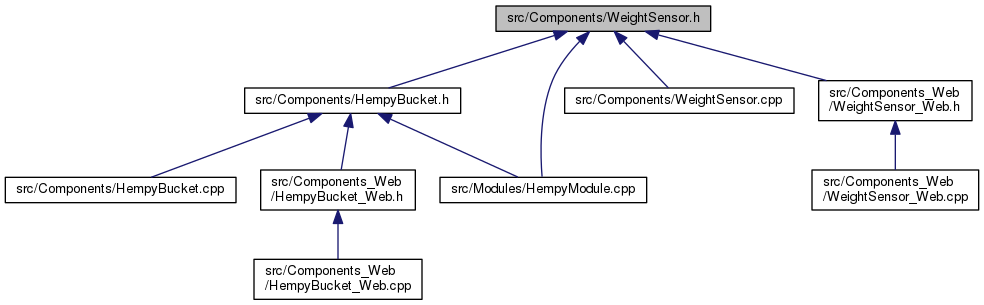 src/Components/WeightSensor.h
src/Components/HempyBucket.h
src/Components/WeightSensor.cpp
src/Components_Web
/WeightSensor_Web.h
src/Components/HempyBucket.cpp
src/Components_Web
/HempyBucket_Web.h
src/Modules/HempyModule.cpp
src/Components_Web
/WeightSensor_Web.cpp
src/Components_Web
/HempyBucket_Web.cpp